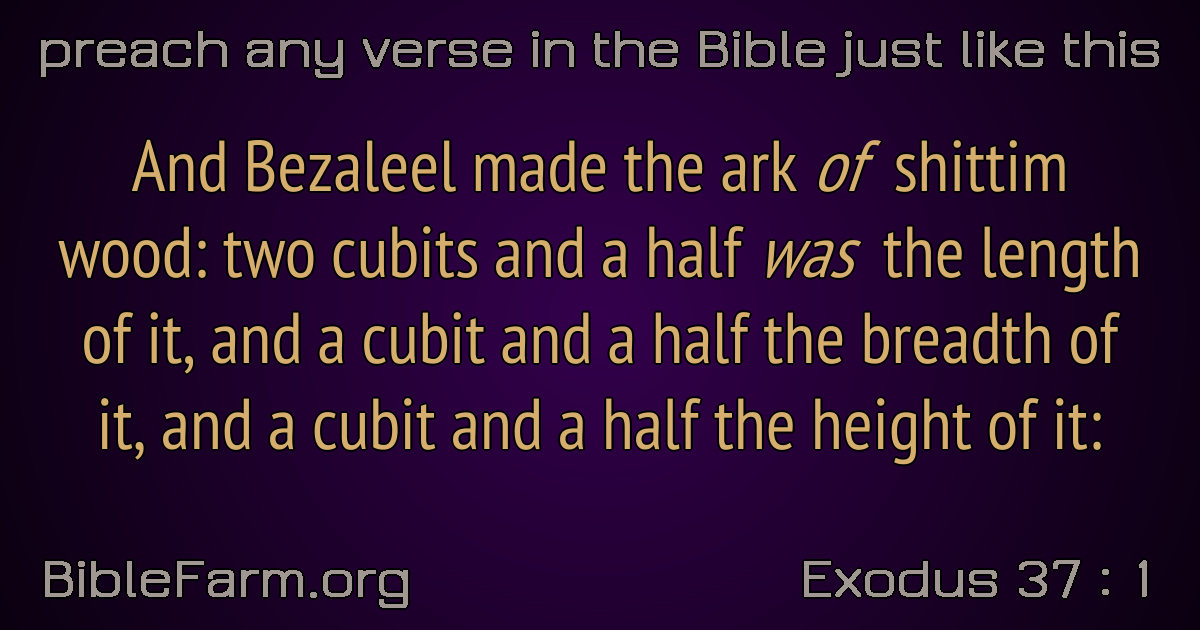 preach any verse in the Bible just like this
And Bezaleel made the ark of shittim
wood: two cubits and a half was the length
of it, and a cubit and a half the breadth of
it, and a cubit and a half the height of it:
BibleFarm.org
Exodus 37 : 1